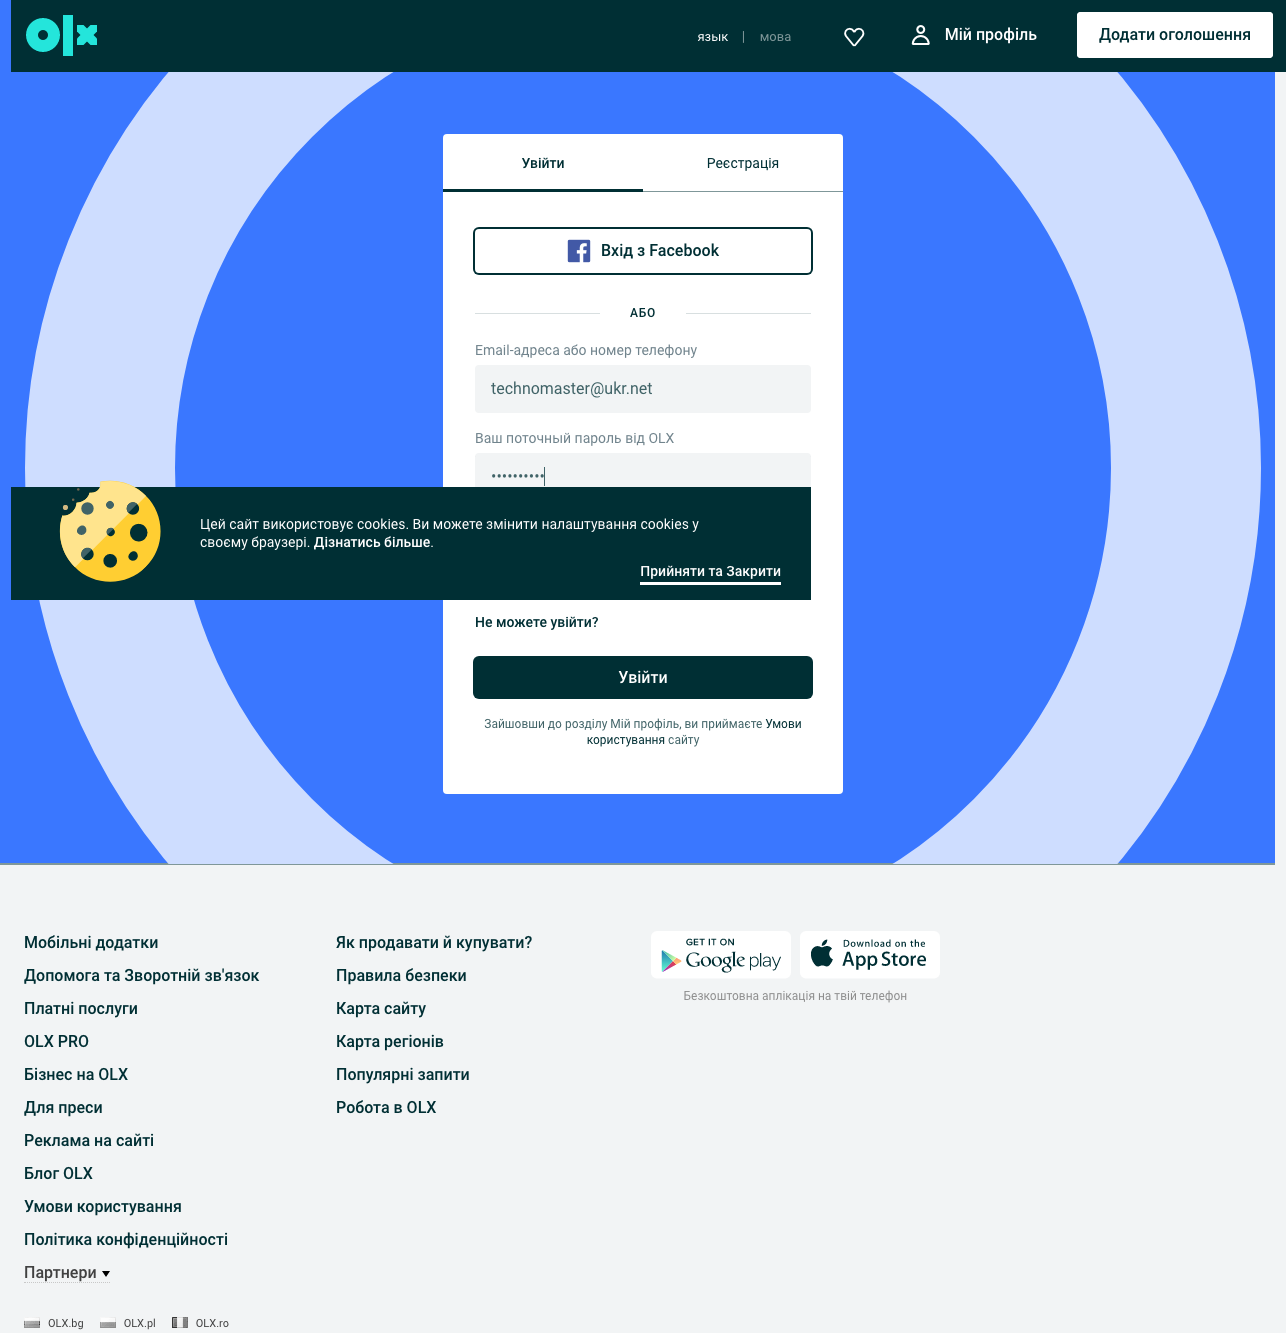 olx
язык | мова
Мій профіль
Додати оголошення
Увійти
Реєстрація
Вхід з Facebook
АБО
Email-адреса або номер телефону
technomaster@ukr.net
Ваш поточный пароль від OLX
••••••••••
Цей сайт використовує cookies. Ви можете змінити налаштування cookies у
своєму браузері. Дізнатись більше.
Прийняти та Закрити
Не можете увійти?
Увійти
Зайшовши до розділу Мій профіль, ви приймаєте Умови
користування сайту
Мобільні додатки
Допомога та Зворотній зв'язок
Платні послуги
OLX PRO
Бізнес на OLX
Для преси
Реклама на сайті
Блог OLX
Умови користування
Політика конфіденційності
Партнери
Як продавати й купувати?
Правила безпеки
Карта сайту
Карта регіонів
Популярні запити
Робота в OLX
GET IT ON
Google play
Download on the
App Store
Безкоштовна аплікація на твій телефон
OLX.bg
OLX.pl
OLX.ro